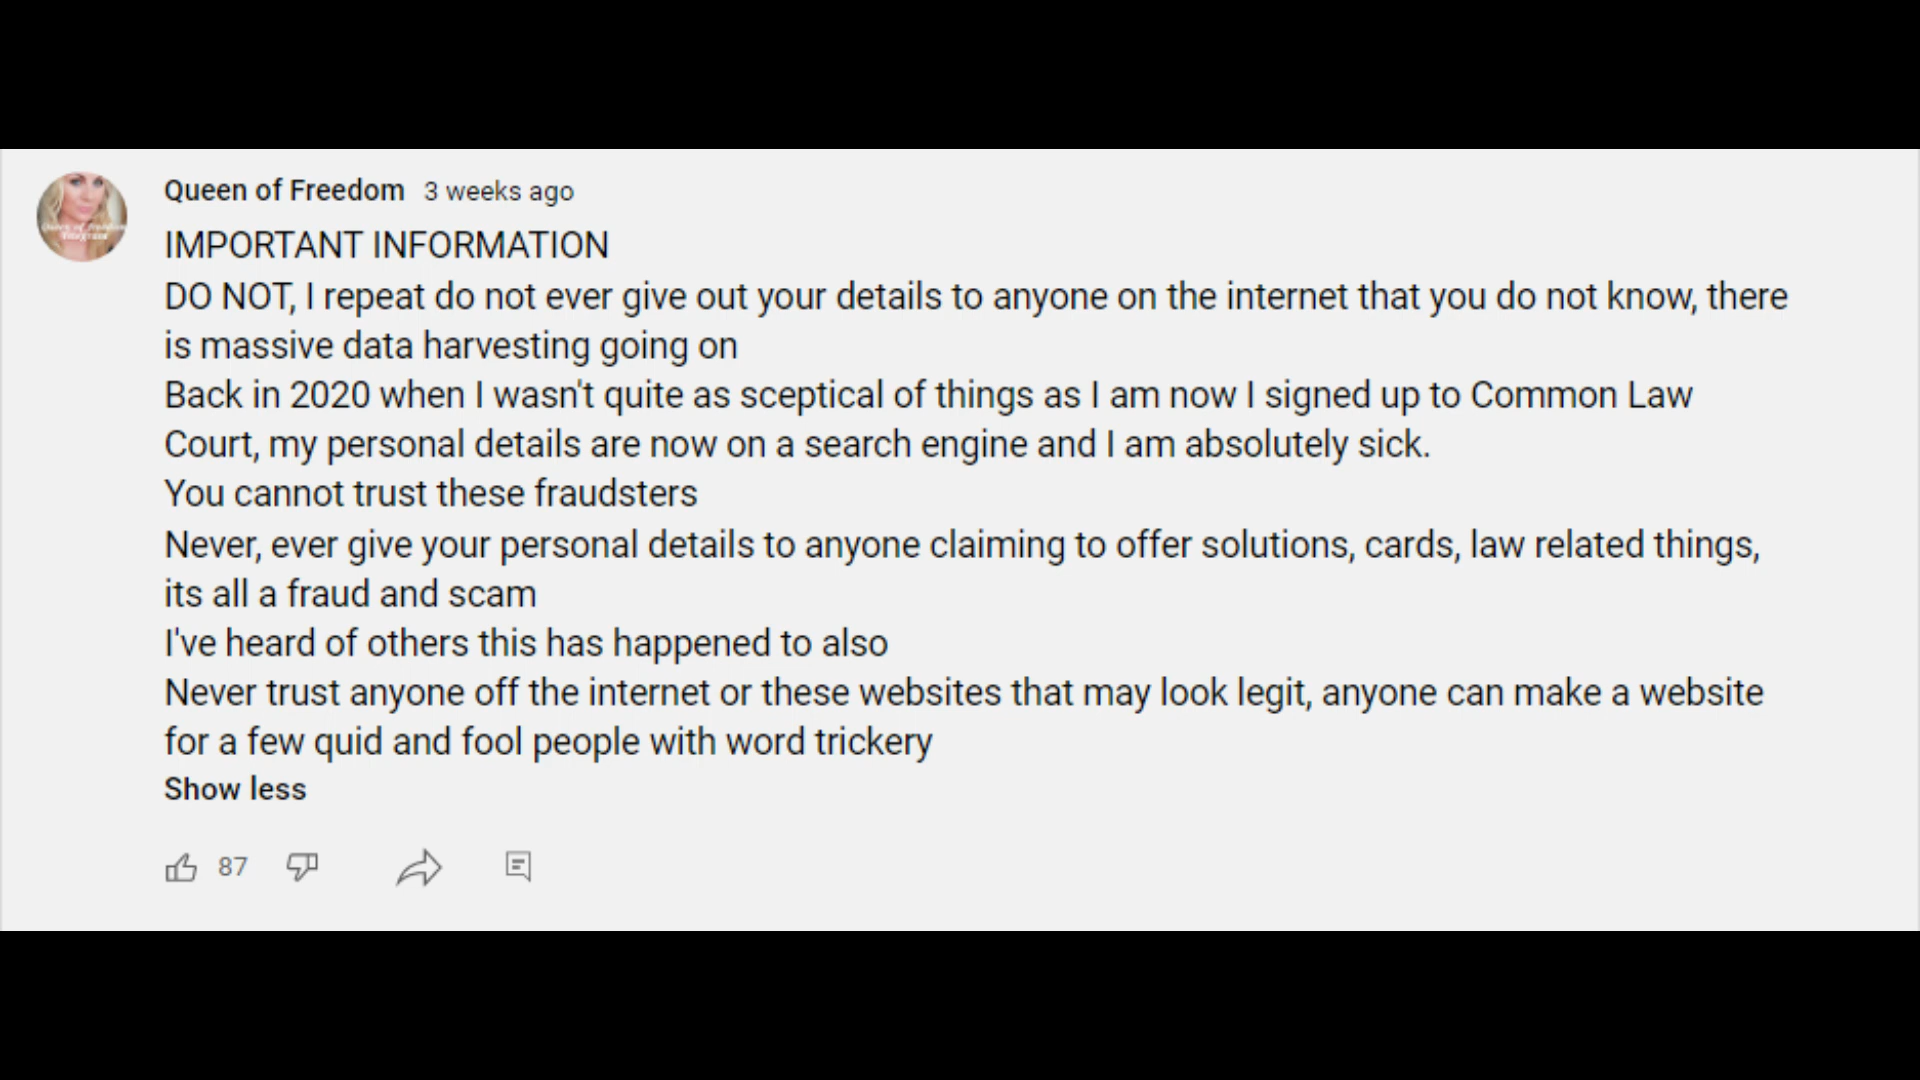 Queen of Freedom 3 weeks ago
IMPORTANT INFORMATION
DO NOT, I repeat do not ever give out your details to anyone on the internet that you do not know, there
is massive data harvesting going on
Back in 2020 when I wasn't quite as sceptical of things as I am now I signed up to Common Law
Court, my personal details are now on a search engine and I am absolutely sick.
You cannot trust these fraudsters
Never, ever give your personal details to anyone claiming to offer solutions, cards, law related things,
its all a fraud and scam
I've heard of others this has happened to also
Never trust anyone off the internet or these websites that may look legit, anyone can make a website
for a few quid and fool people with word trickery
Show less
87